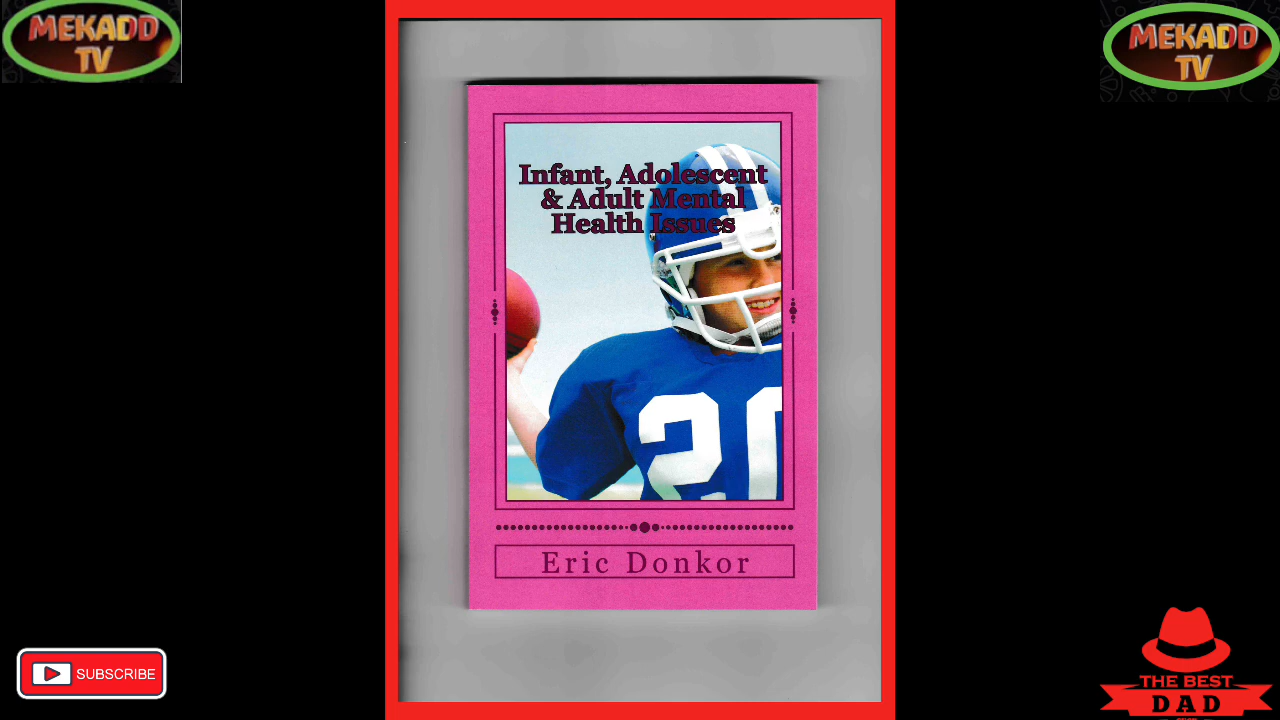 MEKADD
TV
MEKADD
TV
Infant, Adolescent
& Adult Mental
Health Issues
20
Eric Donkor
SUBSCRIBE
THE BEST
DAD